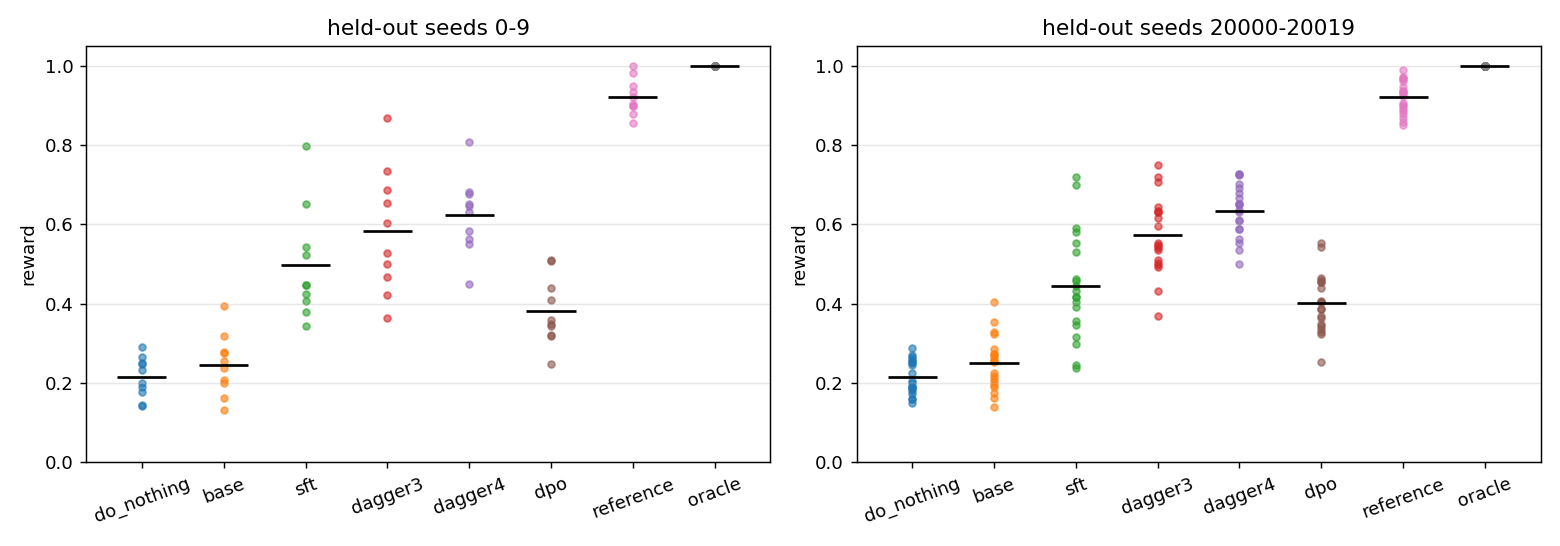 held-out seeds 0-9
reward
1.0
0.8
0.6
0.4
0.2
0.0
do_nothing
base
sft
dagger3
dagger4
dpo
reference
oracle
held-out seeds 20000-20019
reward
1.0
0.8
0.6
0.4
0.2
0.0
do_nothing
base
sft
dagger3
dagger4
dpo
reference
oracle